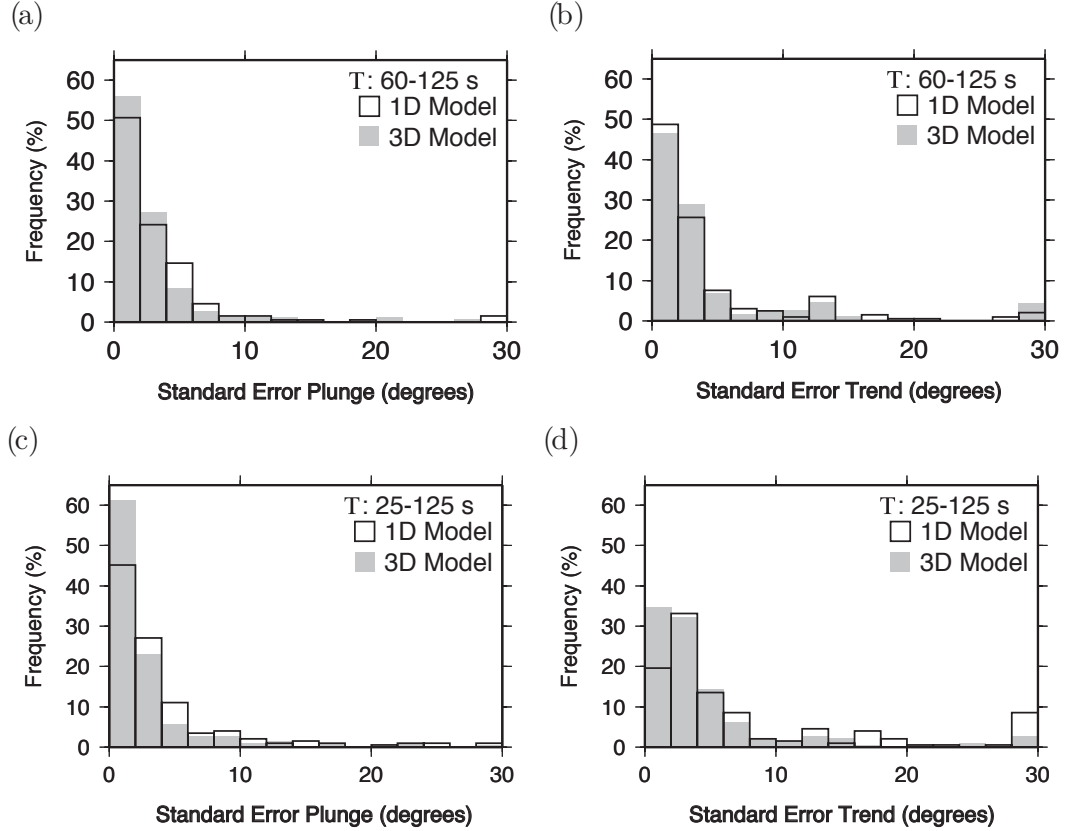 (a)
T: 60-125 s
1D Model
3D Model
Frequency (%)
60
50
40
30
20
10
0
0 10 20 30
Standard Error Plunge (degrees)
(b)
T: 60-125 s
1D Model
3D Model
Frequency (%)
60
50
40
30
20
10
0
0 10 20 30
Standard Error Trend (degrees)
(c)
T: 25-125 s
1D Model
3D Model
Frequency (%)
60
50
40
30
20
10
0
0 10 20 30
Standard Error Plunge (degrees)
(d)
T: 25-125 s
1D Model
3D Model
Frequency (%)
60
50
40
30
20
10
0
0 10 20 30
Standard Error Trend (degrees)